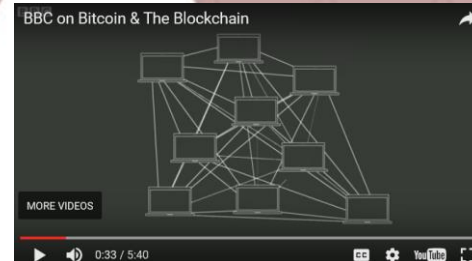 BBC on Bitcoin & The Blockchain
MORE VIDEOS
0:33 / 5:40
CC
YouTube